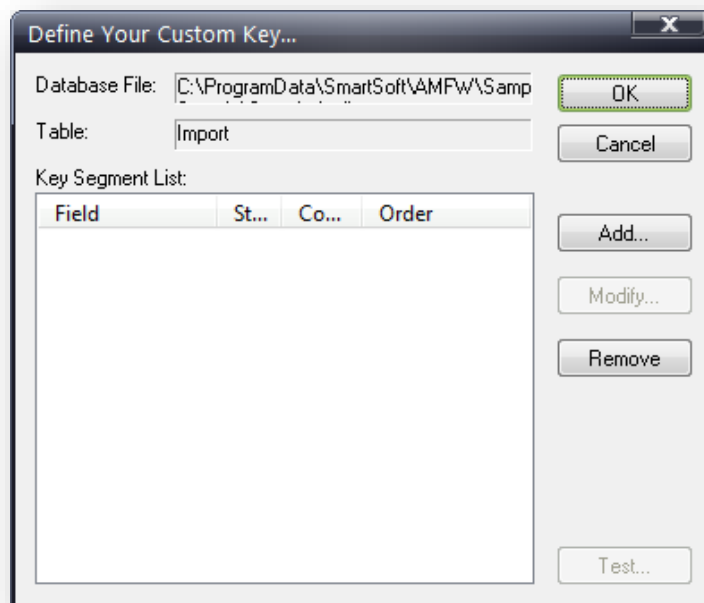 Define Your Custom Key...
X
Database File: C:\ProgramData\SmartSoft\AMFW\Samp
OK
Table: Import
Cancel
Key Segment List:
Field St... Co... Order
Add...
Modify...
Remove
Test...